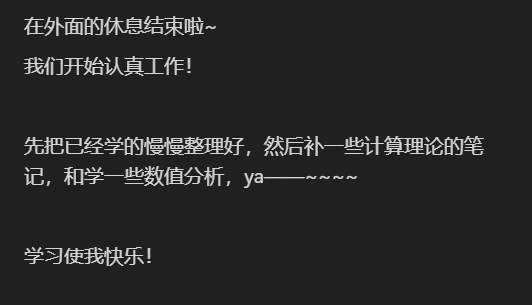 在外面的休息结束啦~
我们开始认真工作！
先把已经学的慢慢整理好，然后补一些计算理论的笔
记，和学一些数值分析，ya——~~~~
学习使我快乐！